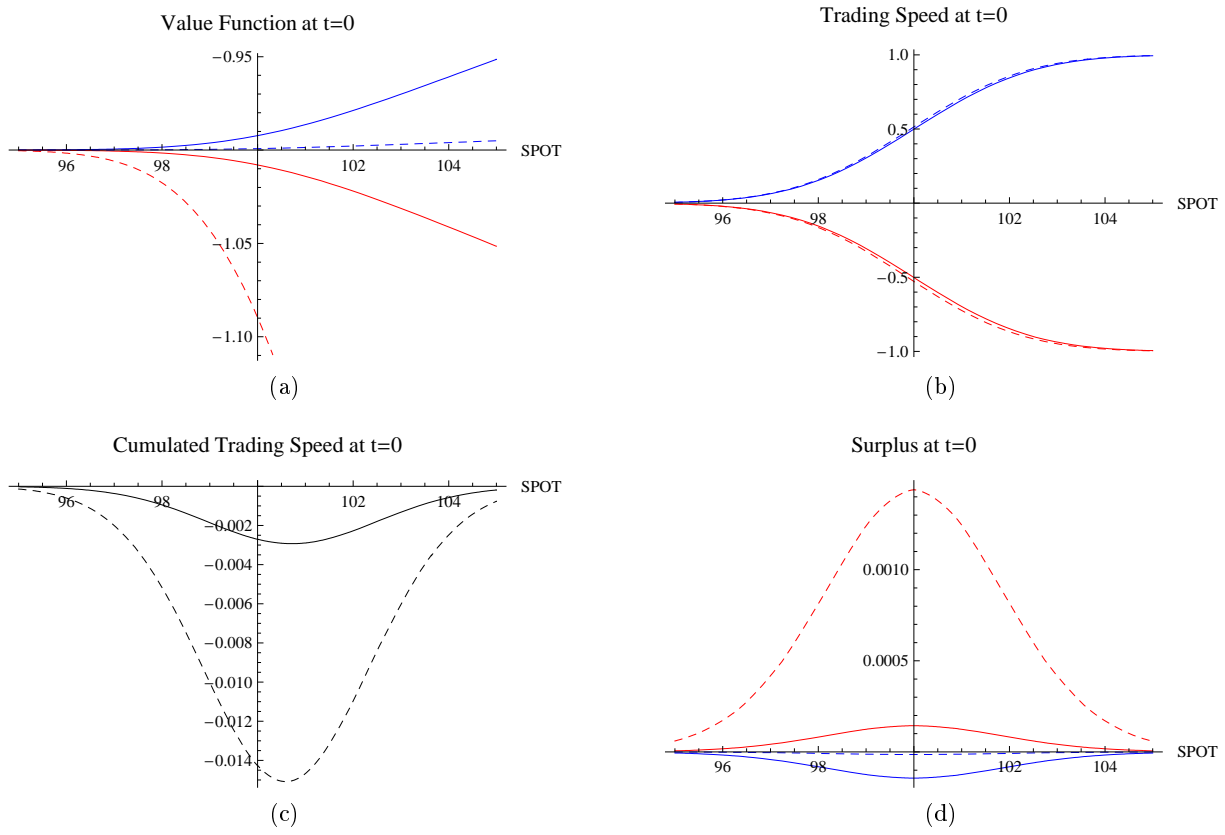 Value Function at t=0
−0.95
96
98
102
104
SPOT
−1.05
−1.10
(a)
Trading Speed at t=0
1.0
0.5
96
98
102
104
SPOT
−0.5
−1.0
(b)
Cumulated Trading Speed at t=0
96
98
102
104
SPOT
−0.002
−0.004
−0.006
−0.008
−0.010
−0.012
−0.014
(c)
Surplus at t=0
0.0010
0.0005
96
98
102
104
SPOT
(d)